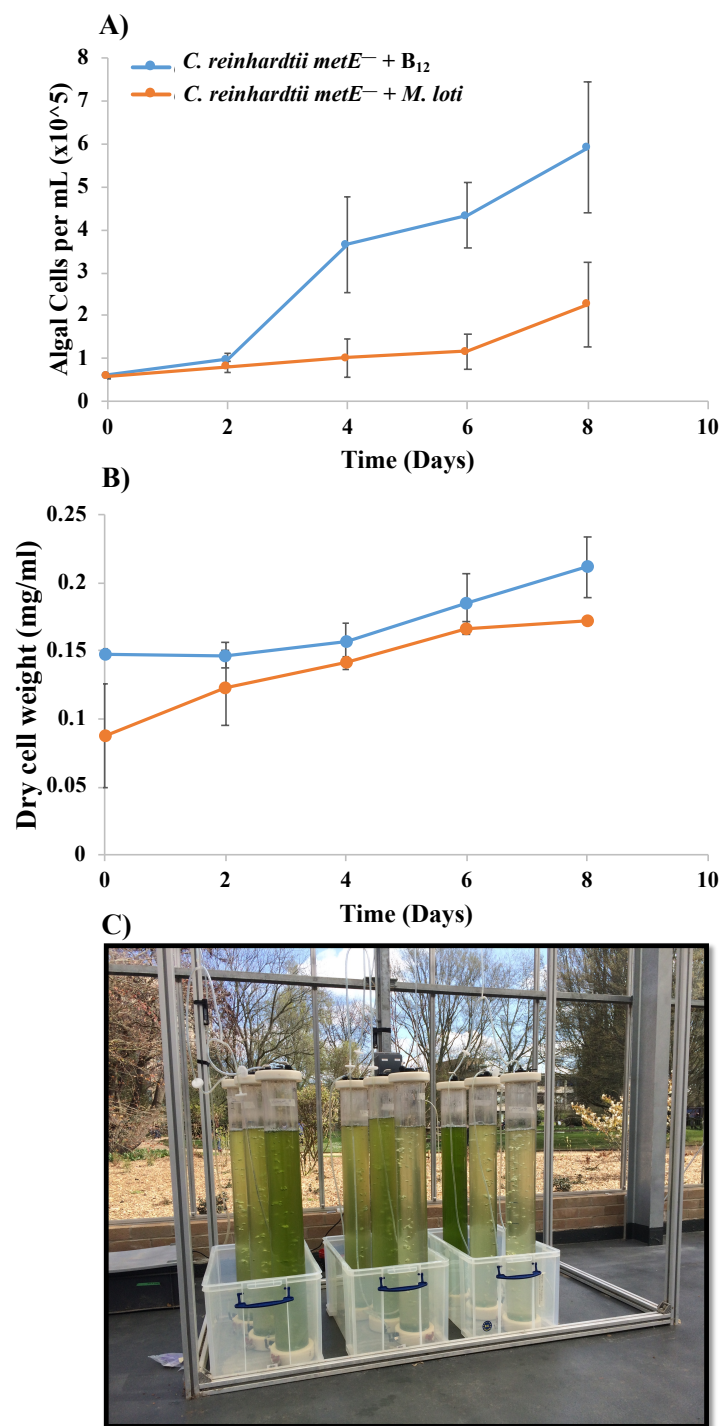 A)
8
7
6
5
4
3
2
1
0
C. reinhardtii metE— + B₁₂
C. reinhardtii metE— + M. loti
Algal Cells per mL (x10^5)
0 2 4 6 8 10
Time (Days)
B)
0.25
0.2
0.15
0.1
0.05
0
Dry cell weight (mg/ml)
0 2 4 6 8 10
Time (Days)
C)